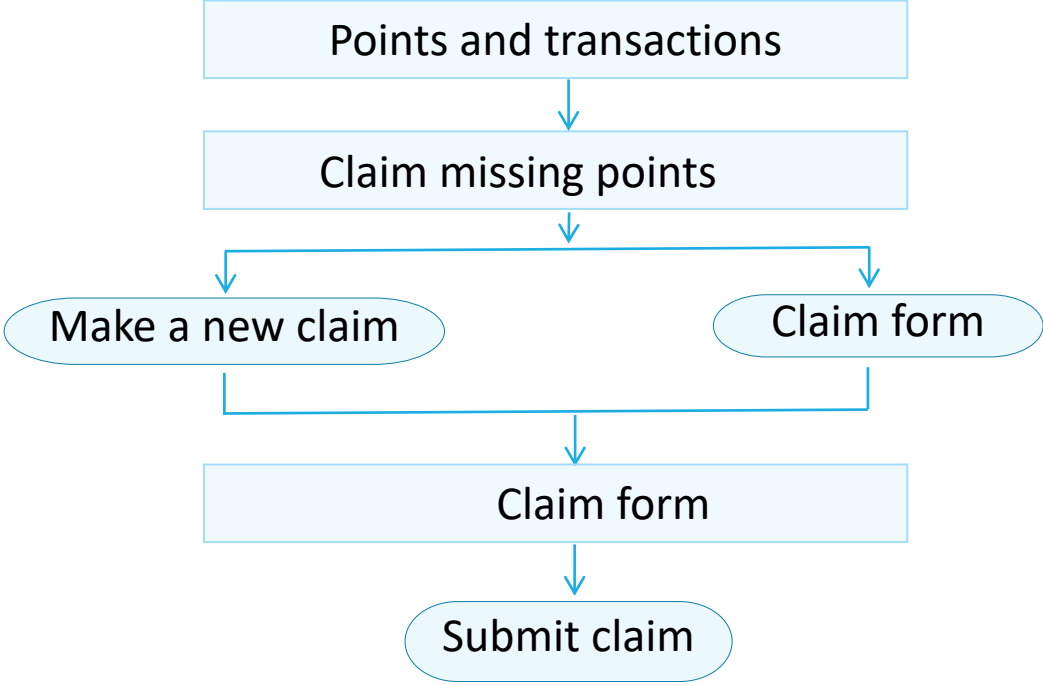 Points and transactions
Claim missing points
Make a new claim
Claim form
Claim form
Submit claim